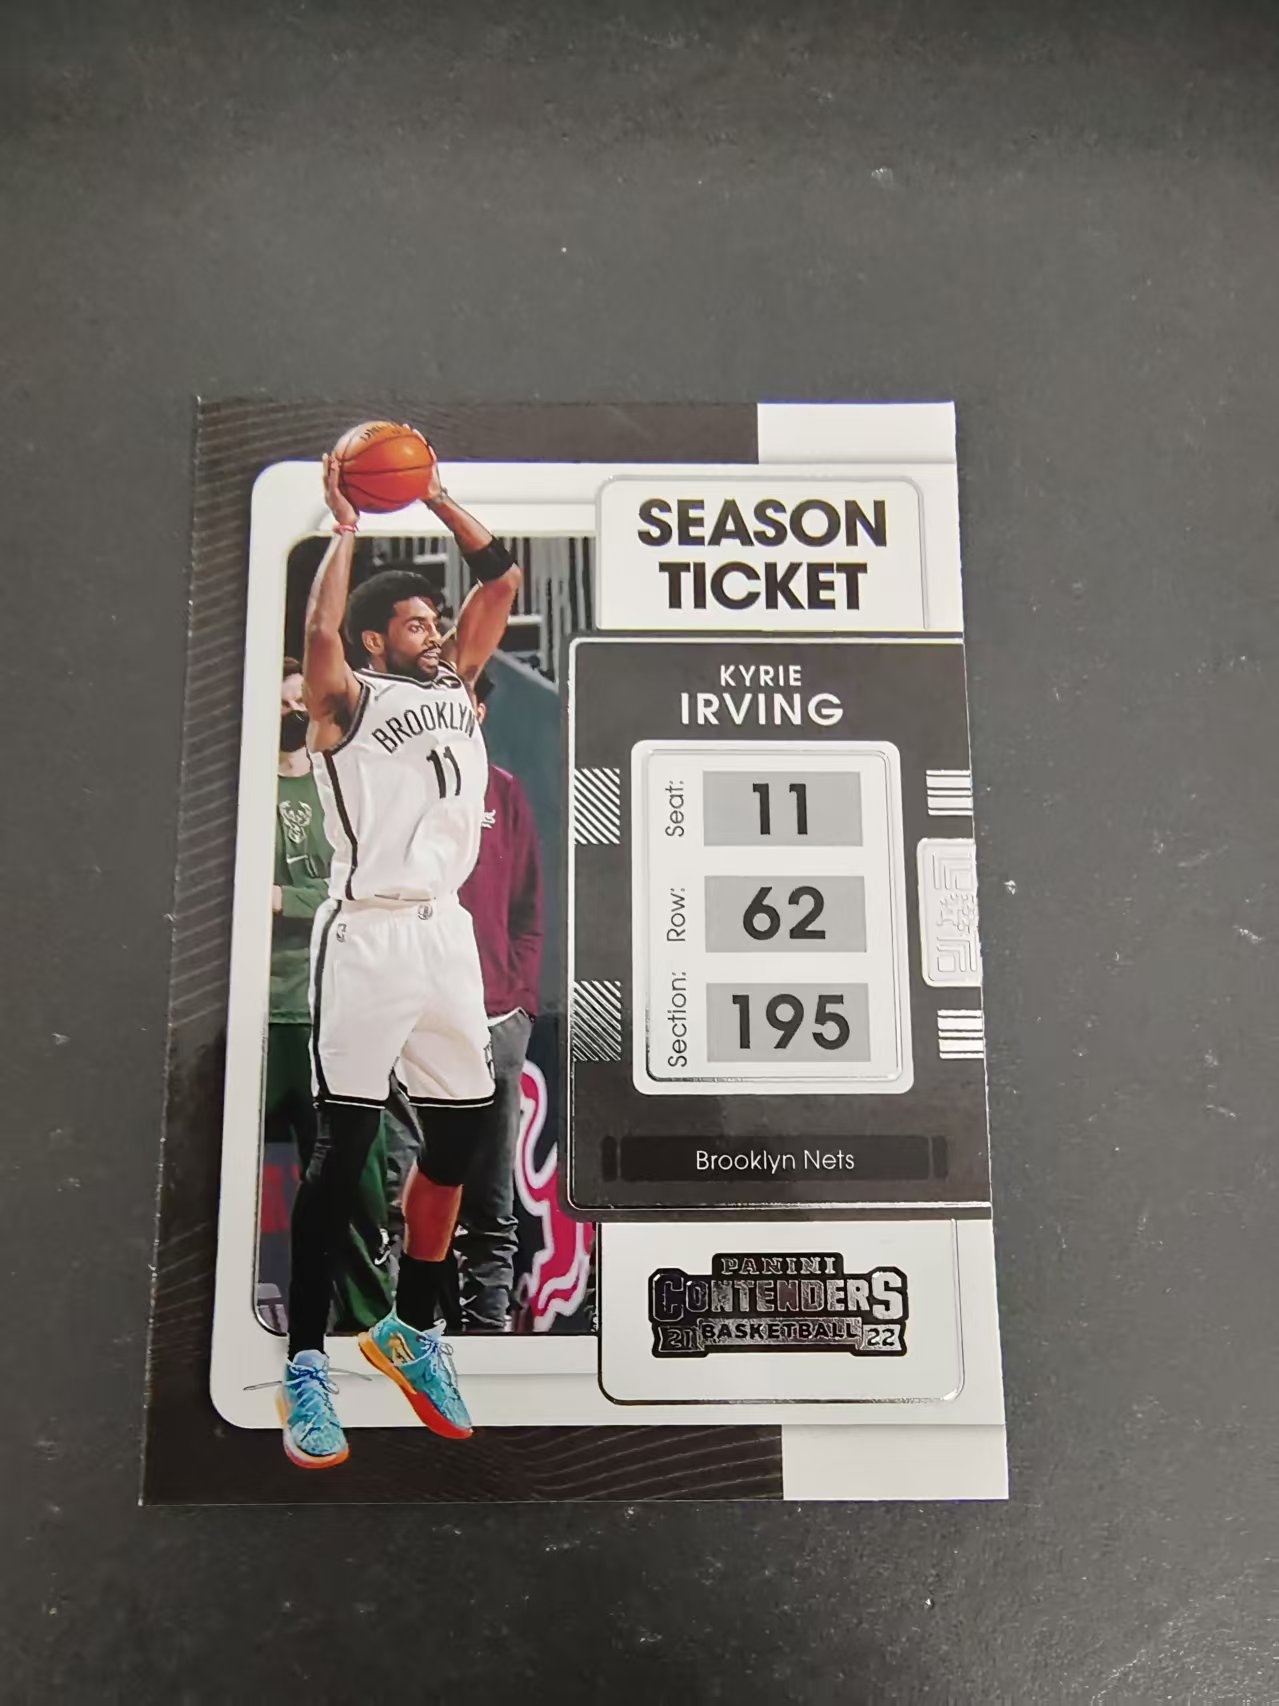 SEASON
TICKET
KYRIE
IRVING
Seat: 11
Row: 62
Section: 195
Brooklyn Nets
PANINI
CONTENDERS
21 BASKETBALL 22
BROOKLYN
11